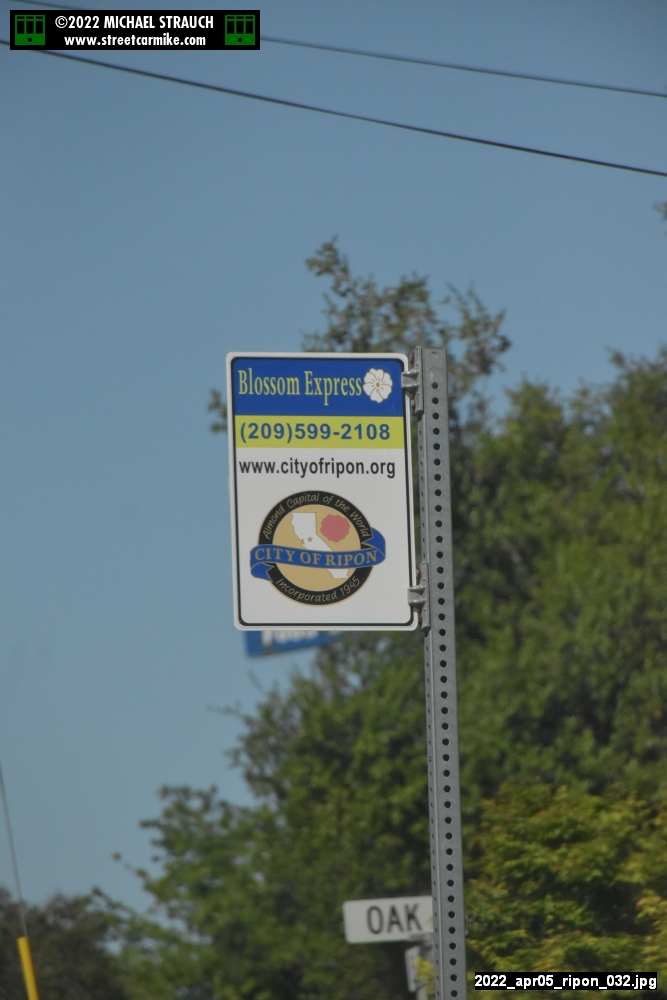 ©2022 MICHAEL STRAUCH
www.streetcarmike.com
Blossom Express
(209)599-2108
www.cityofripon.org
Almond Capital of the World
CITY OF RIPON
Incorporated 1945
OAK
2022_apr05_ripon_032.jpg